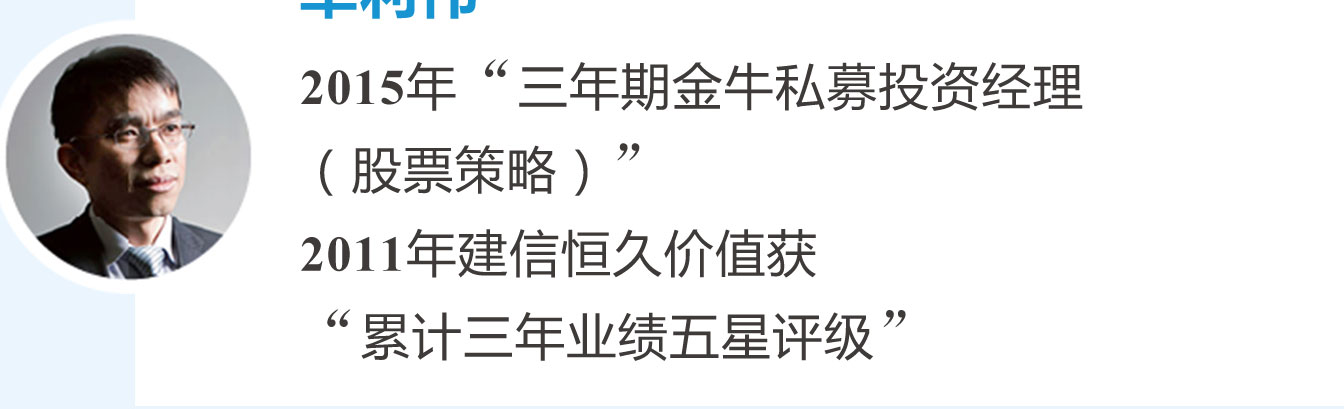 2015年“三年期金牛私募投资经理
（股票策略）”
2011年建信恒久价值获
“累计三年业绩五星评级”